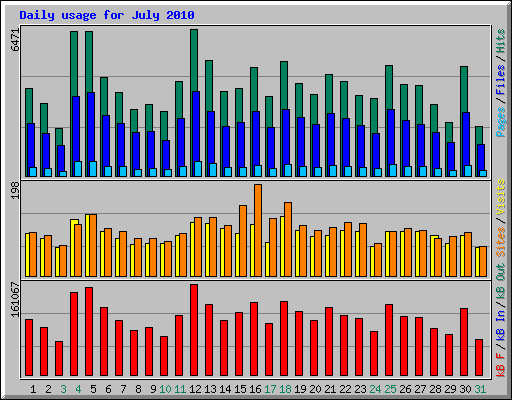 Daily usage for July 2010
6471
Pages / Files / Hits
198
Sites / Visits
161067
kB F / kB In / kB Out
1 2 3 4 5 6 7 8 9 10 11 12 13 14 15 16 17 18 19 20 21 22 23 24 25 26 27 28 29 30 31